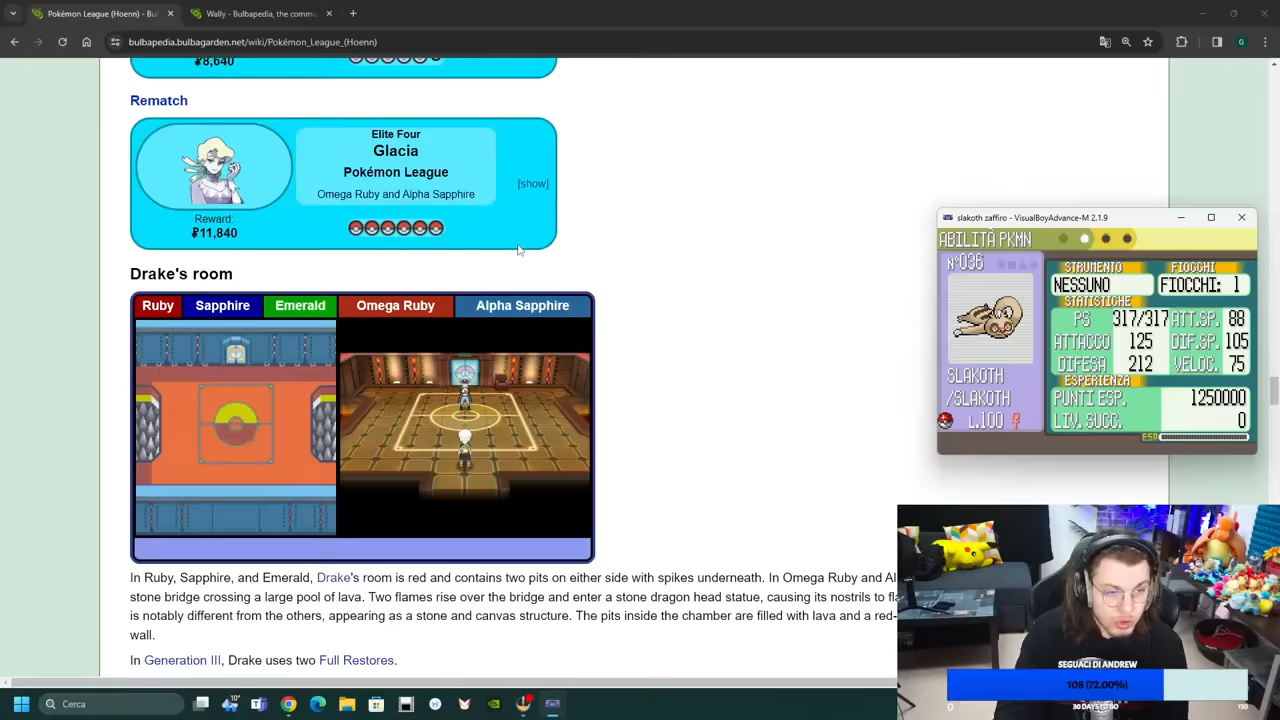 Pokémon League (Hoenn) - Bul
Wally - Bulbapedia, the commu
bulbapedia.bulbagarden.net/wiki/Pokémon_League_(Hoenn)
G
₽8,640
Rematch
Elite Four
Glacia
Pokémon League
Omega Ruby and Alpha Sapphire
[show]
Reward:
₽11,840
Drake's room
Ruby Sapphire Emerald Omega Ruby Alpha Sapphire
In Ruby, Sapphire, and Emerald, Drake's room is red and contains two pits on either side with spikes underneath. In Omega Ruby and Al
stone bridge crossing a large pool of lava. Two flames rise over the bridge and enter a stone dragon head statue, causing its nostrils to fl
is notably different from the others, appearing as a stone and canvas structure. The pits inside the chamber are filled with lava and a red-
wall.
In Generation III, Drake uses two Full Restores.
slakoth zaffiro - VisualBoyAdvance-M 2.1.9
ABILITÀ PKMN
N°036
STRUMENTO FIOCCHI
NESSUNO FIOCCHI: 1
STATISTICHE
PS 317/317 ATT.SP. 88
ATTACCO 125 DIF.SP. 105
DIFESA 212 VELOC. 75
ESPERIENZA
SLAKOTH
/SLAKOTH
L.100 ♀
PUNTI ESP. 1250000
LIV. SUCC. 0
ESP
SEGUACI DI ANDREW
108 (72.00%)
0 30 DAYS TO GO 150
Cerca
10°